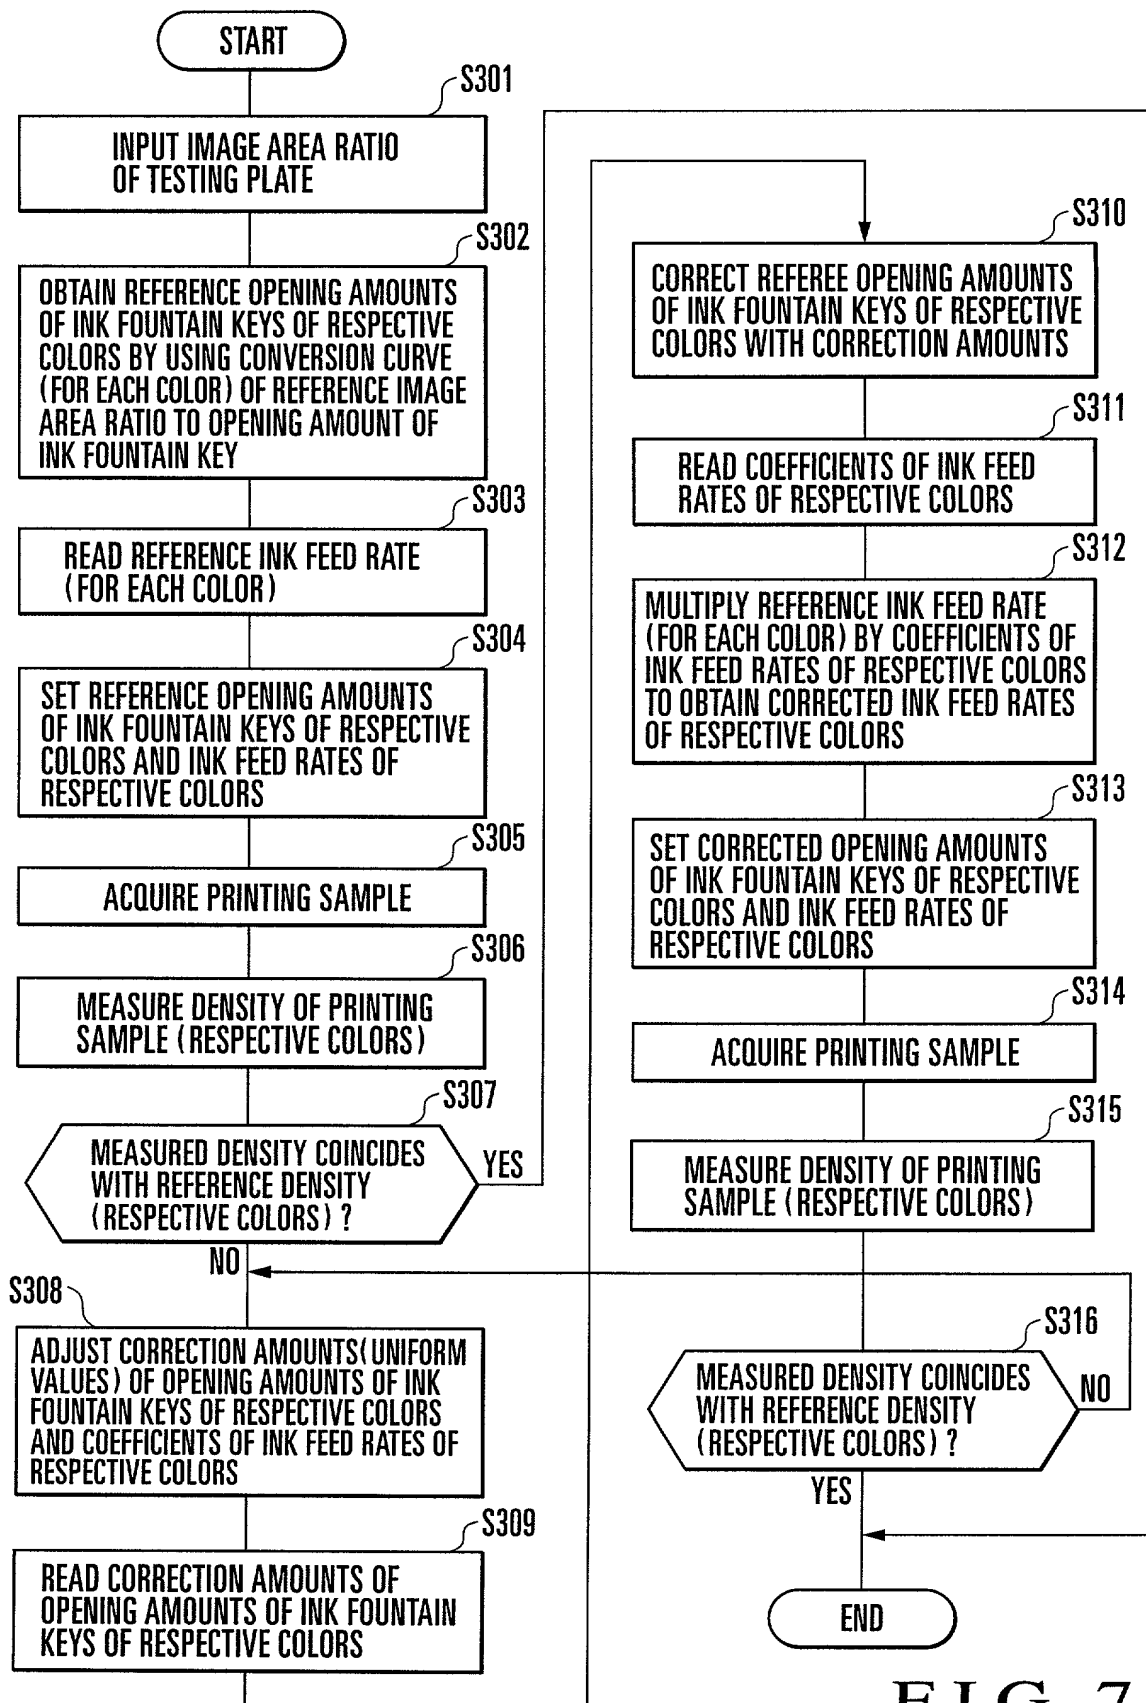 START
S301
INPUT IMAGE AREA RATIO
OF TESTING PLATE
S302
OBTAIN REFERENCE OPENING AMOUNTS
OF INK FOUNTAIN KEYS OF RESPECTIVE
COLORS BY USING CONVERSION CURVE
(FOR EACH COLOR) OF REFERENCE IMAGE
AREA RATIO TO OPENING AMOUNT OF
INK FOUNTAIN KEY
S303
READ REFERENCE INK FEED RATE
(FOR EACH COLOR)
S304
SET REFERENCE OPENING AMOUNTS
OF INK FOUNTAIN KEYS OF RESPECTIVE
COLORS AND INK FEED RATES OF
RESPECTIVE COLORS
S305
ACQUIRE PRINTING SAMPLE
S306
MEASURE DENSITY OF PRINTING
SAMPLE (RESPECTIVE COLORS)
S307
MEASURED DENSITY COINCIDES
WITH REFERENCE DENSITY
(RESPECTIVE COLORS) ?
YES
NO
S308
ADJUST CORRECTION AMOUNTS(UNIFORM
VALUES) OF OPENING AMOUNTS OF INK
FOUNTAIN KEYS OF RESPECTIVE COLORS
AND COEFFICIENTS OF INK FEED RATES OF
RESPECTIVE COLORS
S309
READ CORRECTION AMOUNTS OF
OPENING AMOUNTS OF INK FOUNTAIN
KEYS OF RESPECTIVE COLORS
S310
CORRECT REFEREE OPENING AMOUNTS
OF INK FOUNTAIN KEYS OF RESPECTIVE
COLORS WITH CORRECTION AMOUNTS
S311
READ COEFFICIENTS OF INK FEED
RATES OF RESPECTIVE COLORS
S312
MULTIPLY REFERENCE INK FEED RATE
(FOR EACH COLOR) BY COEFFICIENTS OF
INK FEED RATES OF RESPECTIVE COLORS
TO OBTAIN CORRECTED INK FEED RATES
OF RESPECTIVE COLORS
S313
SET CORRECTED OPENING AMOUNTS
OF INK FOUNTAIN KEYS OF RESPECTIVE
COLORS AND INK FEED RATES OF
RESPECTIVE COLORS
S314
ACQUIRE PRINTING SAMPLE
S315
MEASURE DENSITY OF PRINTING
SAMPLE (RESPECTIVE COLORS)
S316
MEASURED DENSITY COINCIDES
WITH REFERENCE DENSITY
(RESPECTIVE COLORS) ?
NO
YES
END
FIG. 7